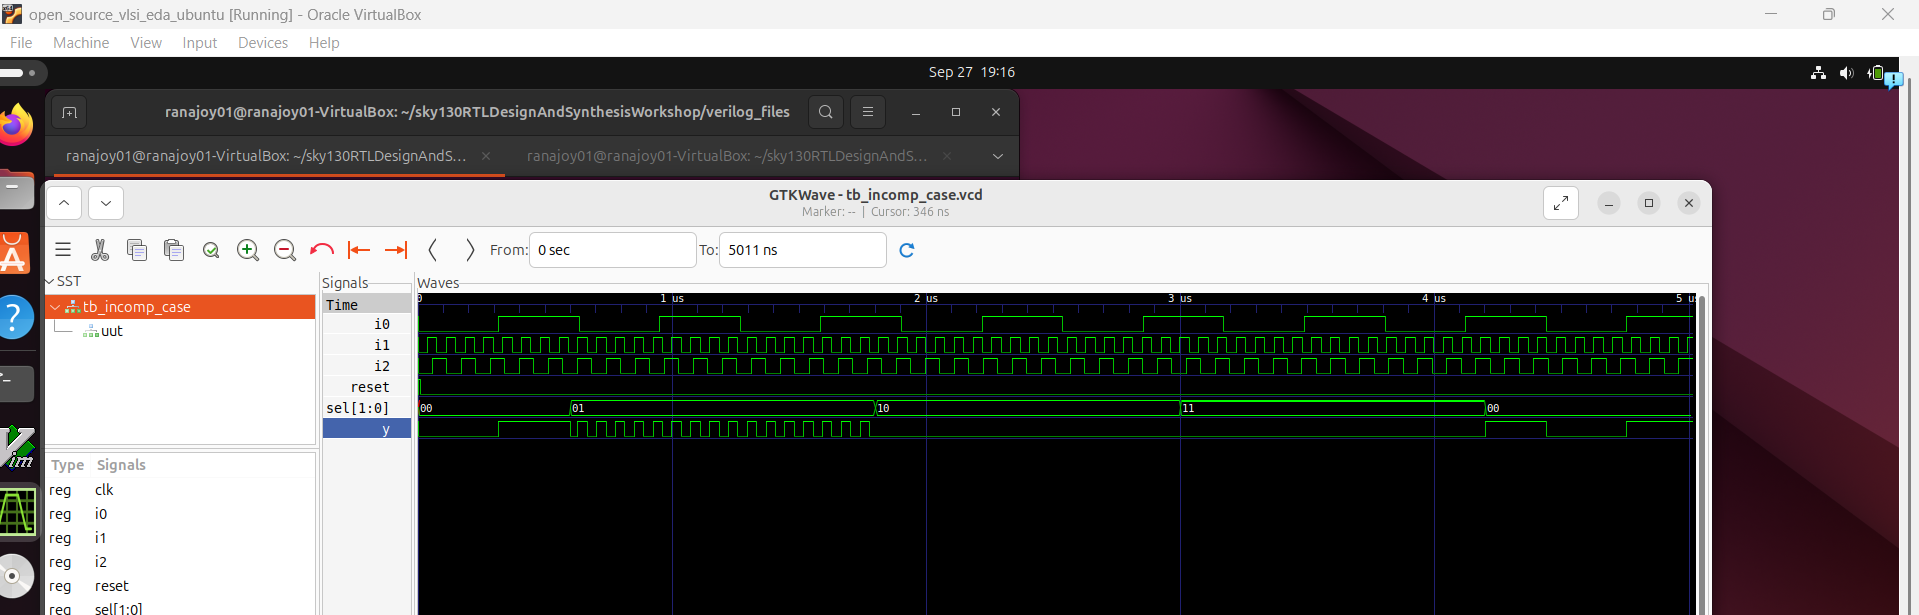 open_source_vlsi_eda_ubuntu [Running] - Oracle VirtualBox
File Machine View Input Devices Help
Sep 27 19:16
ranajoy01@ranajoy01-VirtualBox: ~/sky130RTLDesignAndSynthesisWorkshop/verilog_files
ranajoy01@ranajoy01-VirtualBox: ~/sky130RTLDesignAndS... ranajoy01@ranajoy01-VirtualBox: ~/sky130RTLDesignAndS...
GTKWave - tb_incomp_case.vcd
Marker: -- | Cursor: 346 ns
From: 0 sec To: 5011 ns
SST
tb_incomp_case
uut
Type Signals
reg clk
reg i0
reg i1
reg i2
reg reset
reg sel[1:0]
Signals
Time
i0
i1
i2
reset
sel[1:0]
y
Waves
0 1 us 2 us 3 us 4 us 5 us
00 01 10 11 00